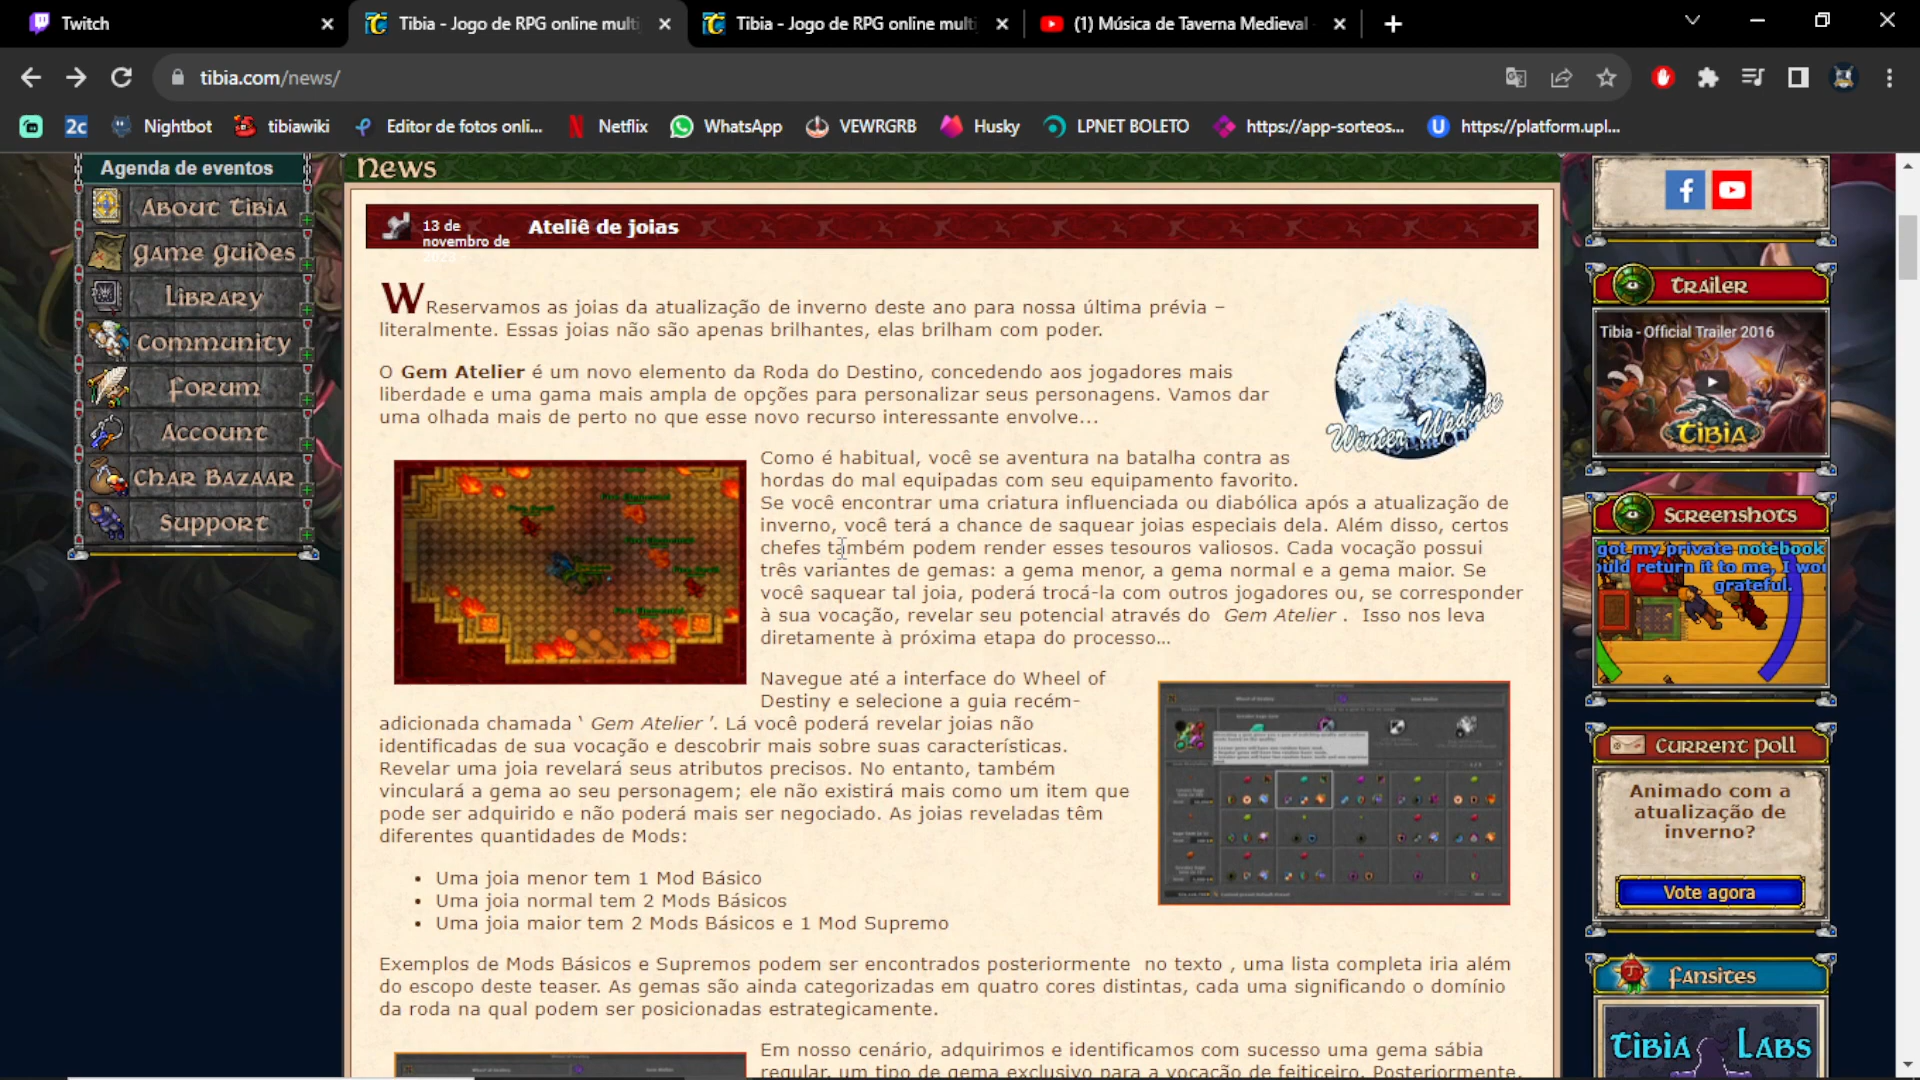 Twitch
Tibia - Jogo de RPG online multi
Tibia - Jogo de RPG online mult
(1) Música de Taverna Medieval
tibia.com/news/
2c
Nightbot
tibiawiki
Editor de fotos onli...
Netflix
WhatsApp
VEWRGRB
Husky
LPNET BOLETO
https://app-sorteos...
https://platform.upl...
Agenda de eventos
About Tibia
Game Guides
Library
Community
Forum
Account
Char Bazaar
Support
News
13 de novembro de 2023 -
Ateliê de joias
WReservamos as joias da atualização de inverno deste ano para nossa última prévia –
literalmente. Essas joias não são apenas brilhantes, elas brilham com poder.
O Gem Atelier é um novo elemento da Roda do Destino, concedendo aos jogadores mais
liberdade e uma gama mais ampla de opções para personalizar seus personagens. Vamos dar
uma olhada mais de perto no que esse novo recurso interessante envolve...
Winter Update
Como é habitual, você se aventura na batalha contra as
hordas do mal equipadas com seu equipamento favorito.
Se você encontrar uma criatura influenciada ou diabólica após a atualização de
inverno, você terá a chance de saquear joias especiais dela. Além disso, certos
chefes também podem render esses tesouros valiosos. Cada vocação possui
três variantes de gemas: a gema menor, a gema normal e a gema maior. Se
você saquear tal joia, poderá trocá-la com outros jogadores ou, se corresponder
à sua vocação, revelar seu potencial através do Gem Atelier . Isso nos leva
diretamente à próxima etapa do processo...
Navegue até a interface do Wheel of
Destiny e selecione a guia recém-
adicionada chamada ‘ Gem Atelier ’. Lá você poderá revelar joias não
identificadas de sua vocação e descobrir mais sobre suas características.
Revelar uma joia revelará seus atributos precisos. No entanto, também
vinculará a gema ao seu personagem; ele não existirá mais como um item que
pode ser adquirido e não poderá mais ser negociado. As joias reveladas têm
diferentes quantidades de Mods:
• Uma joia menor tem 1 Mod Básico
• Uma joia normal tem 2 Mods Básicos
• Uma joia maior tem 2 Mods Básicos e 1 Mod Supremo
Exemplos de Mods Básicos e Supremos podem ser encontrados posteriormente no texto , uma lista completa iria além
do escopo deste teaser. As gemas são ainda categorizadas em quatro cores distintas, cada uma significando o domínio
da roda na qual podem ser posicionadas estrategicamente.
Em nosso cenário, adquirimos e identificamos com sucesso uma gema sábia
regular, um tipo de gema exclusivo para a vocação de feiticeiro. Posteriormente,
Trailer
Tibia - Official Trailer 2016
Tibia
Screenshots
got my private notebook
ould return it to me, I wou
grateful.
Current Poll
Animado com a
atualização de
inverno?
Vote agora
Fansites
Tibia Labs